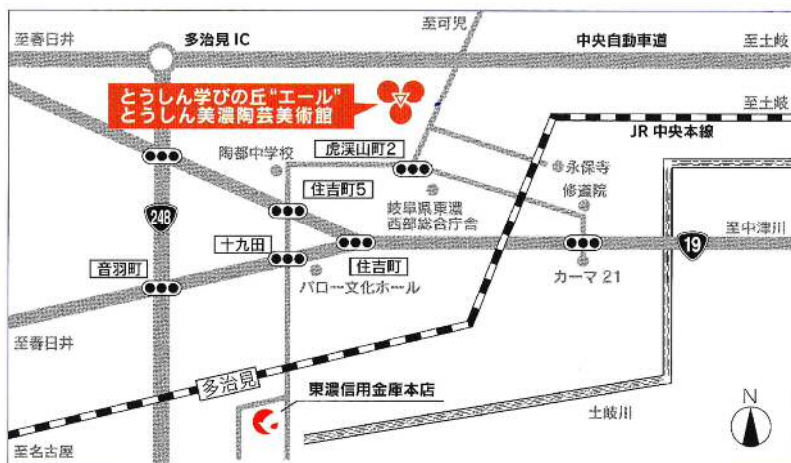 至可児
至春日井
多治見IC
中央自動車道
至土岐
とうしん学びの丘“エール”
とうしん美濃陶芸美術館
至土岐
JR中央本線
陶都中学校
虎渓山町2
永保寺
修道院
住吉町5
岐阜県東濃
西部総合庁舎
248
十九田
至中津川
19
音羽町
住吉町
バロー文化ホール
カーマ21
至春日井
多治見
東濃信用金庫本店
土岐川
N
至名古屋